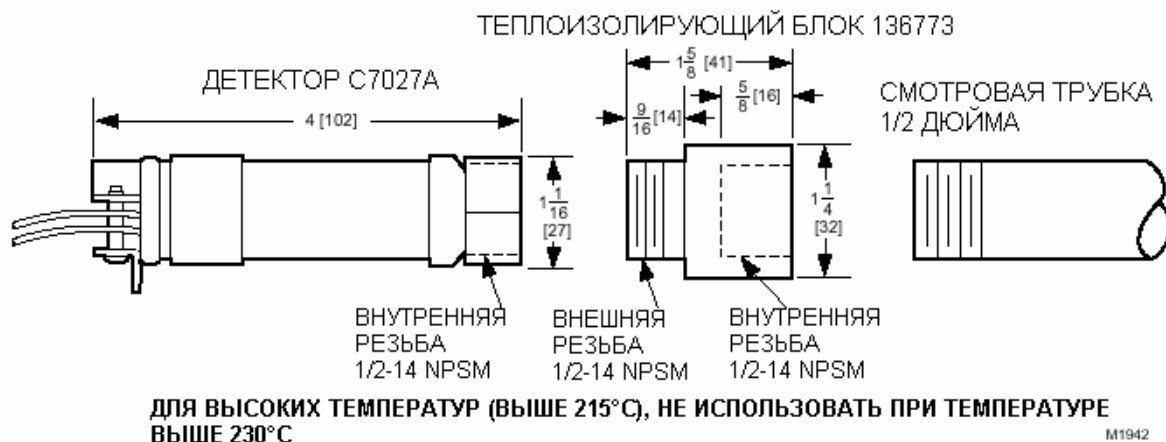 ТЕПЛОИЗОЛИРУЮЩИЙ БЛОК 136773
1 5/8 [41]
ДЕТЕКТОР C7027A
5/8 [16]
СМОТРОВАЯ ТРУБКА
1/2 ДЮЙМА
4 [102]
9/16 [14]
1 1/16
[27]
1 1/4
[32]
ВНУТРЕННЯЯ
РЕЗЬБА
1/2-14 NPSM
ВНЕШНЯЯ
РЕЗЬБА
1/2-14 NPSM
ВНУТРЕННЯЯ
РЕЗЬБА
1/2-14 NPSM
ДЛЯ ВЫСОКИХ ТЕМПЕРАТУР (ВЫШЕ 215°C), НЕ ИСПОЛЬЗОВАТЬ ПРИ ТЕМПЕРАТУРЕ
ВЫШЕ 230°C
M1942